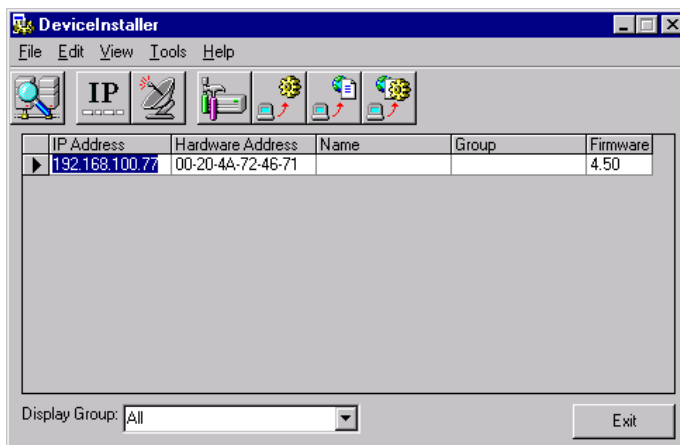 DeviceInstaller
File Edit View Tools Help
IP
IP Address Hardware Address Name Group Firmware
192.168.100.77 00-20-4A-72-46-71 4.50
Display Group: All Exit